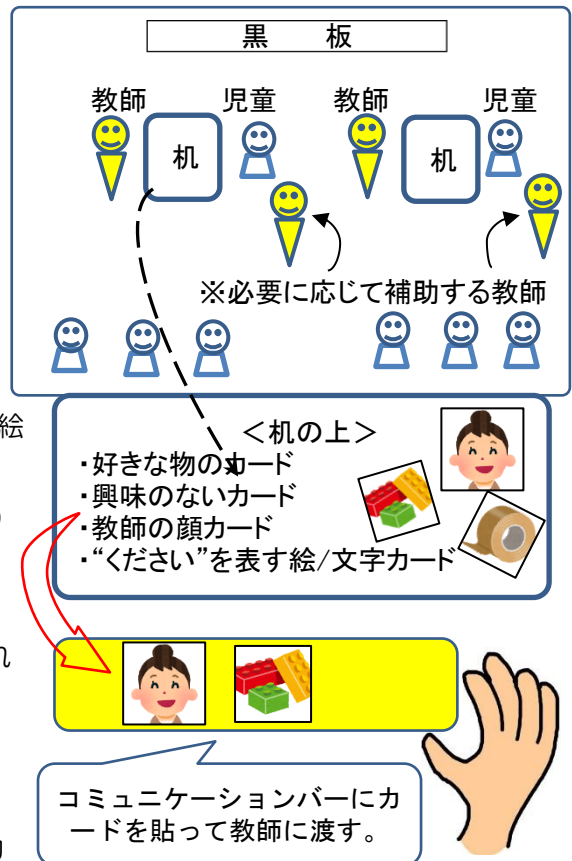 黒　板
教師　児童　教師　児童
机　机
※必要に応じて補助する教師
絵
＜机の上＞
・好きな物のカード
・興味のないカード
・教師の顔カード
・“ください”を表す絵/文字カード
れ
コミュニケーションバーにカ
ードを貼って教師に渡す。